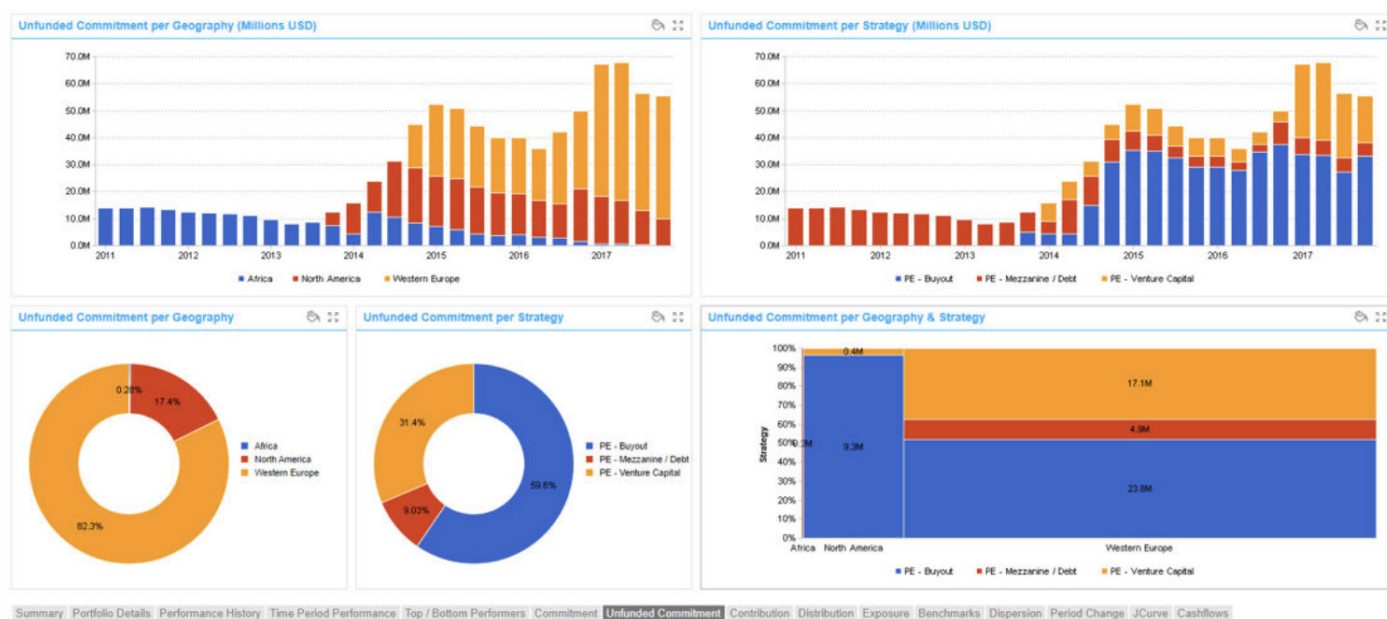 Unfunded Commitment per Geography (Millions USD)
70.0M
60.0M
50.0M
40.0M
30.0M
20.0M
10.0M
0.0M
2011 2012 2013 2014 2015 2016 2017
Africa North America Western Europe
Unfunded Commitment per Strategy (Millions USD)
70.0M
60.0M
50.0M
40.0M
30.0M
20.0M
10.0M
0.0M
2011 2012 2013 2014 2015 2016 2017
PE - Buyout PE - Mezzanine / Debt PE - Venture Capital
Unfunded Commitment per Geography
0.28%
17.4%
82.3%
Africa
North America
Western Europe
Unfunded Commitment per Strategy
31.4%
59.6%
9.03%
PE - Buyout
PE - Mezzanine / Debt
PE - Venture Capital
Unfunded Commitment per Geography & Strategy
Strategy
100%
90%
80%
70%
60%
50%
40%
30%
20%
10%
0%
0.4M
17.1M
4.9M
0.2M
9.3M
23.6M
Africa North America Western Europe
PE - Buyout PE - Mezzanine / Debt PE - Venture Capital
Summary Portfolio Details Performance History Time Period Performance Top / Bottom Performers Commitment Unfunded Commitment Contribution Distribution Exposure Benchmarks Dispersion Period Change JCurve Cashflows